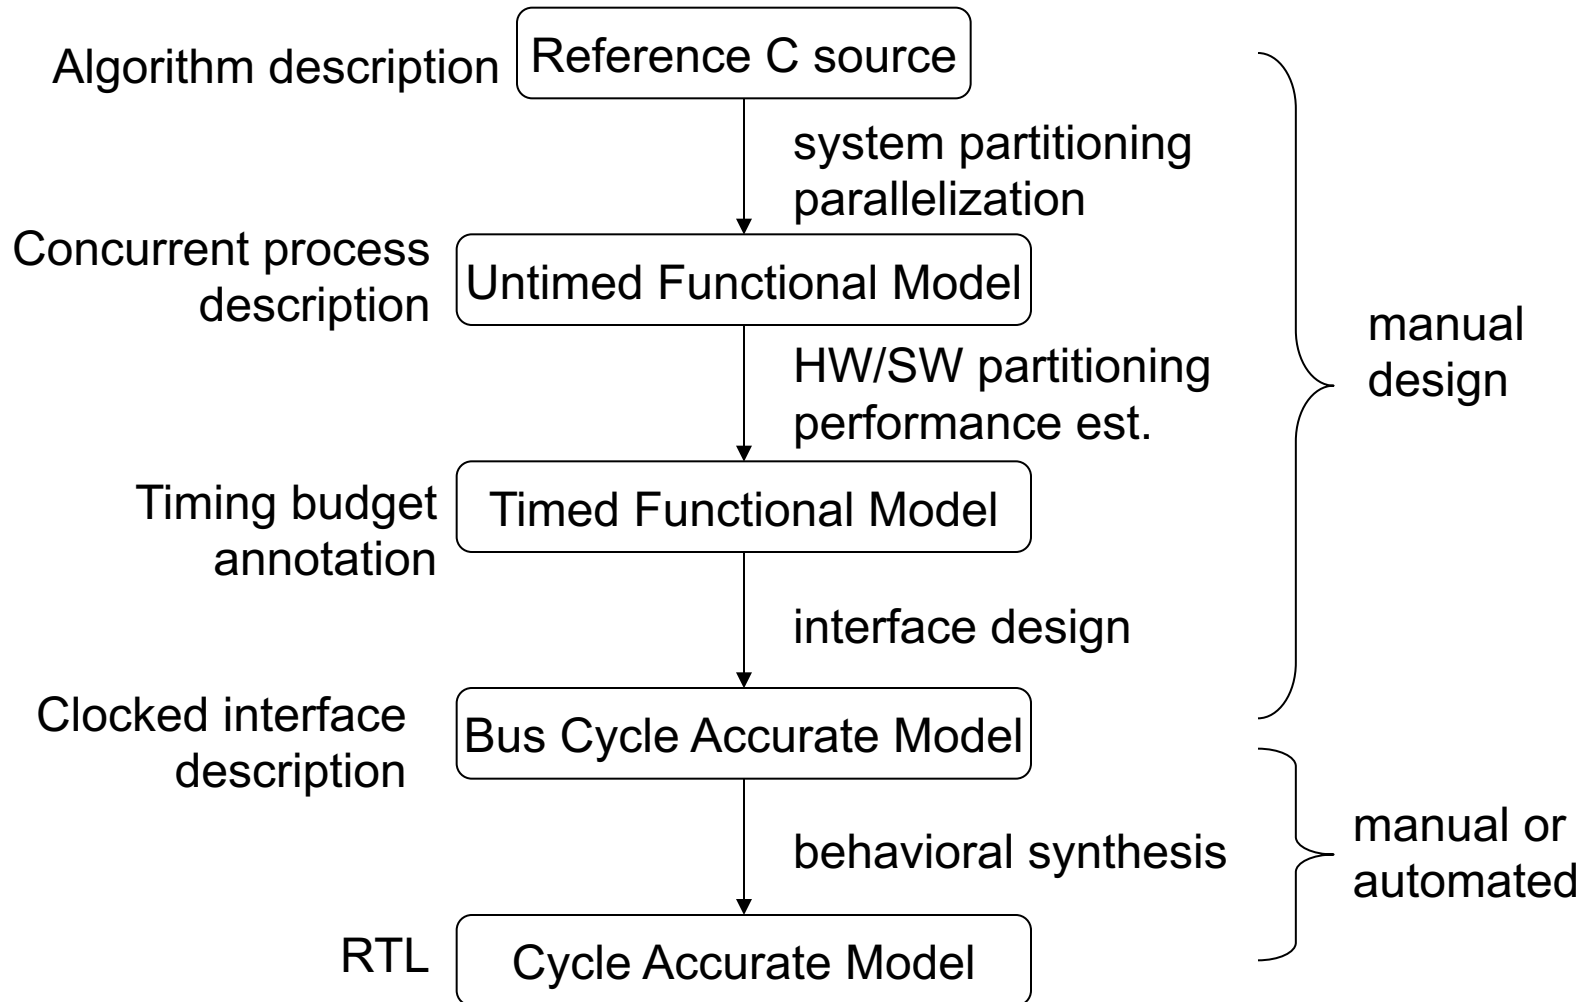 Algorithm description
Reference C source
system partitioning
parallelization
Concurrent process
description
Untimed Functional Model
HW/SW partitioning
performance est.
manual
design
Timing budget
annotation
Timed Functional Model
interface design
Clocked interface
description
Bus Cycle Accurate Model
behavioral synthesis
manual or
automated
RTL
Cycle Accurate Model